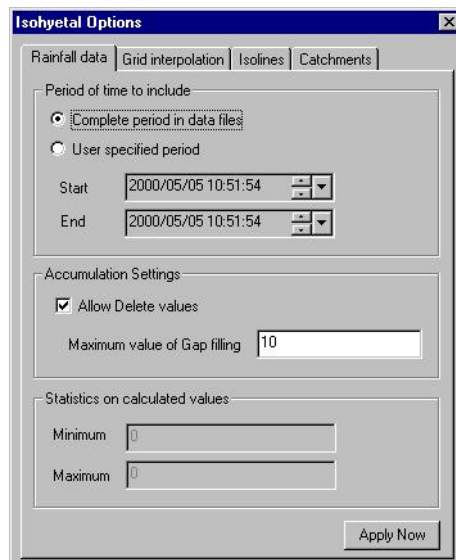 Isohyetal Options
Rainfall data Grid interpolation Isolines Catchments
Period of time to include
Complete period in data files
User specified period
Start 2000/05/05 10:51:54
End 2000/05/05 10:51:54
Accumulation Settings
Allow Delete values
Maximum value of Gap filling 10
Statistics on calculated values
Minimum 0
Maximum 0
Apply Now